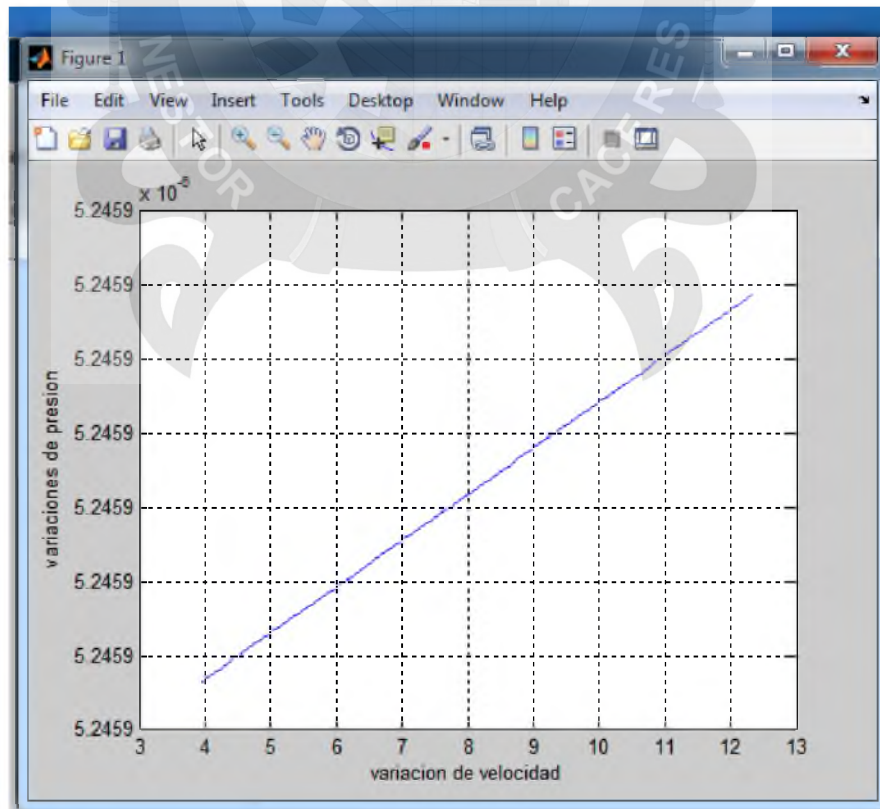 Figure 1
File Edit View Insert Tools Desktop Window Help
NESTOR CACERES
x 10
5.2459
5.2459
5.2459
5.2459
5.2459
5.2459
5.2459
5.2459
3 4 5 6 7 8 9 10 11 12 13
variaciones de presion
variacion de velocidad